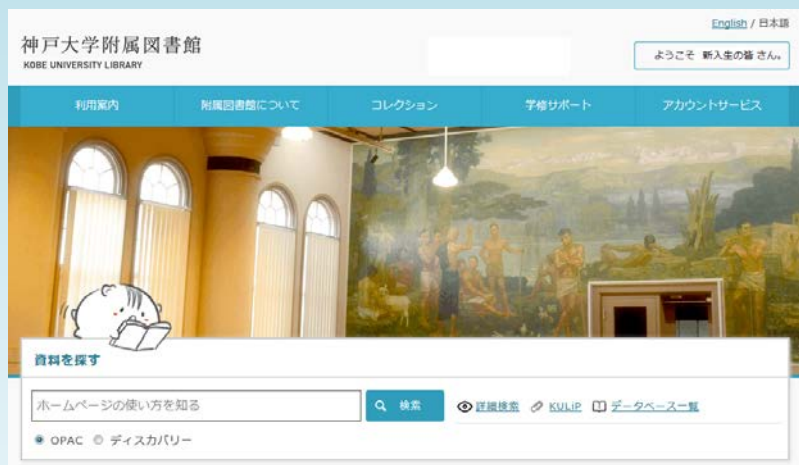 English / 日本語
神戸大学附属図書館
KOBE UNIVERSITY LIBRARY
ようこそ 新入生の皆 さん。
利用案内 附属図書館について コレクション 学修サポート アカウントサービス
資料を探す
ホームページの使い方を知る 検索 詳細検索 KULiP データベース一覧
OPAC ディスカバリー